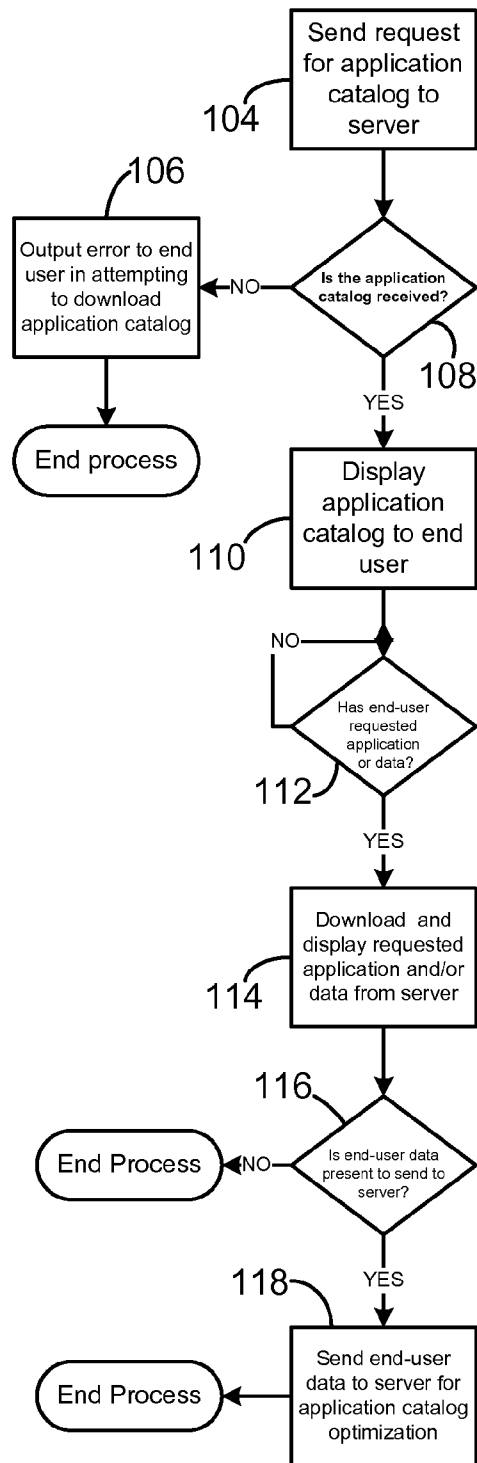 Send request
for application
catalog to
server
104
106
Output error to end
user in attempting
to download
application catalog
NO
Is the application
catalog received?
108
YES
End process
Display
application
catalog to end
user
110
NO
Has end-user
requested
application
or data?
112
YES
Download and
display requested
application and/or
data from server
114
116
Is end-user data
present to send to
server?
NO
End Process
YES
118
Send end-user
data to server for
application catalog
optimization
End Process